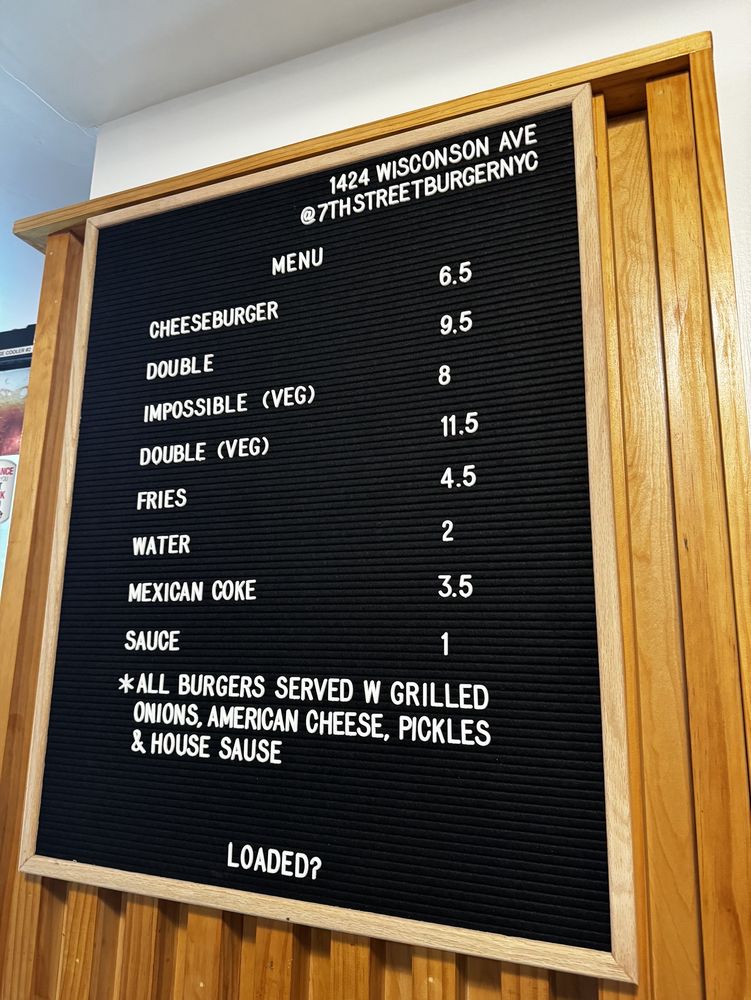 1424 WISCONSON AVE
@7THSTREETBURGERNYC
MENU
CHEESEBURGER 6.5
DOUBLE 9.5
IMPOSSIBLE (VEG) 8
DOUBLE (VEG) 11.5
FRIES 4.5
WATER 2
MEXICAN COKE 3.5
SAUCE 1
*ALL BURGERS SERVED W GRILLED
ONIONS, AMERICAN CHEESE, PICKLES
& HOUSE SAUSE
LOADED?
COOLER #2